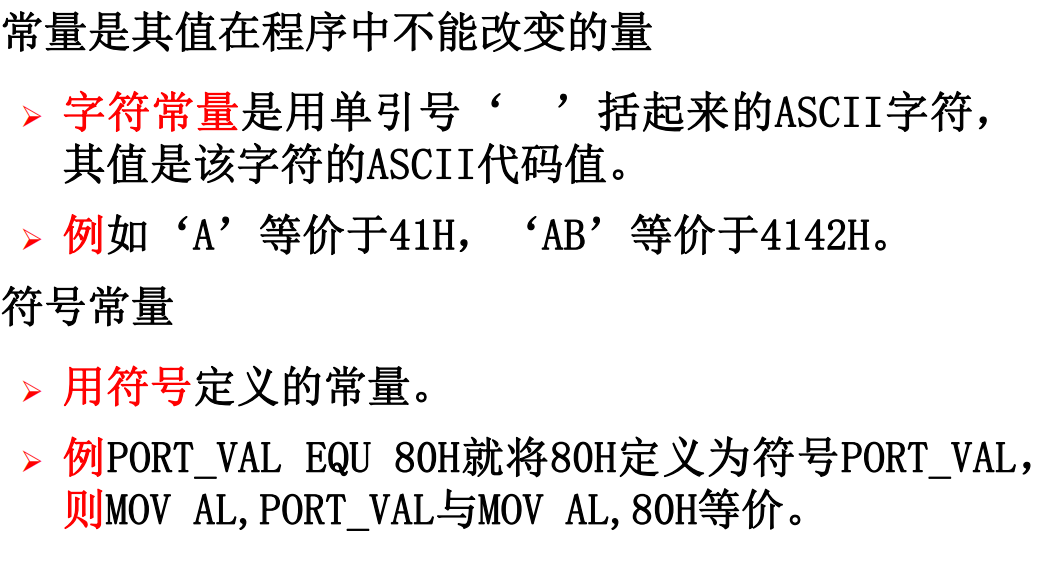 常量是其值在程序中不能改变的量
➢ 字符常量是用单引号‘ ’括起来的ASCII字符，
其值是该字符的ASCII代码值。
➢ 例如‘A’等价于41H，‘AB’等价于4142H。
符号常量
➢ 用符号定义的常量。
➢ 例PORT_VAL EQU 80H就将80H定义为符号PORT_VAL，
则MOV AL,PORT_VAL与MOV AL,80H等价。